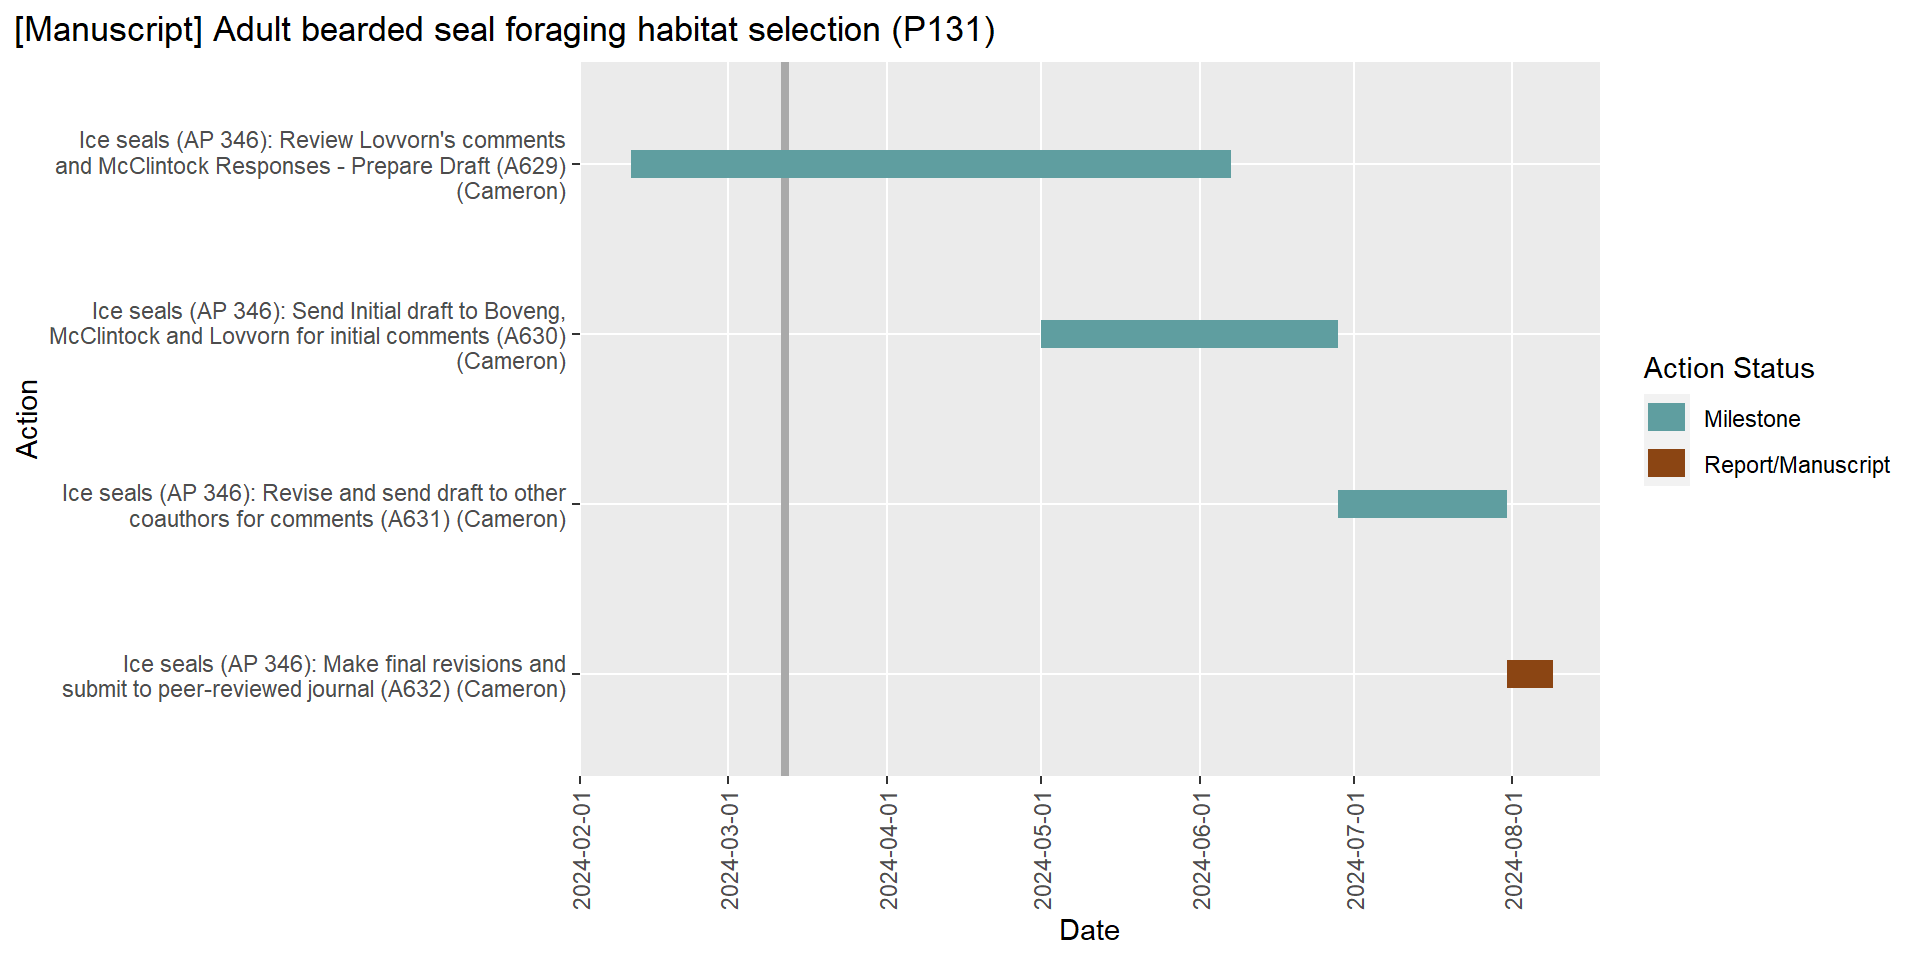 [Manuscript] Adult bearded seal foraging habitat selection (P131)
Ice seals (AP 346): Review Lovvorn's comments
and McClintock Responses - Prepare Draft (A629)
(Cameron)
Ice seals (AP 346): Send Initial draft to Boveng,
McClintock and Lovvorn for initial comments (A630)
(Cameron)
Ice seals (AP 346): Revise and send draft to other
coauthors for comments (A631) (Cameron)
Ice seals (AP 346): Make final revisions and
submit to peer-reviewed journal (A632) (Cameron)
Action
2024-02-01
2024-03-01
2024-04-01
2024-05-01
2024-06-01
2024-07-01
2024-08-01
Date
Action Status
Milestone
Report/Manuscript